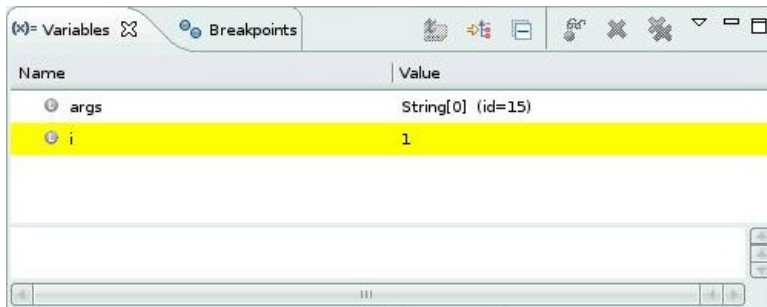 (x)= Variables Breakpoints
Name Value
args String[0] (id=15)
i 1